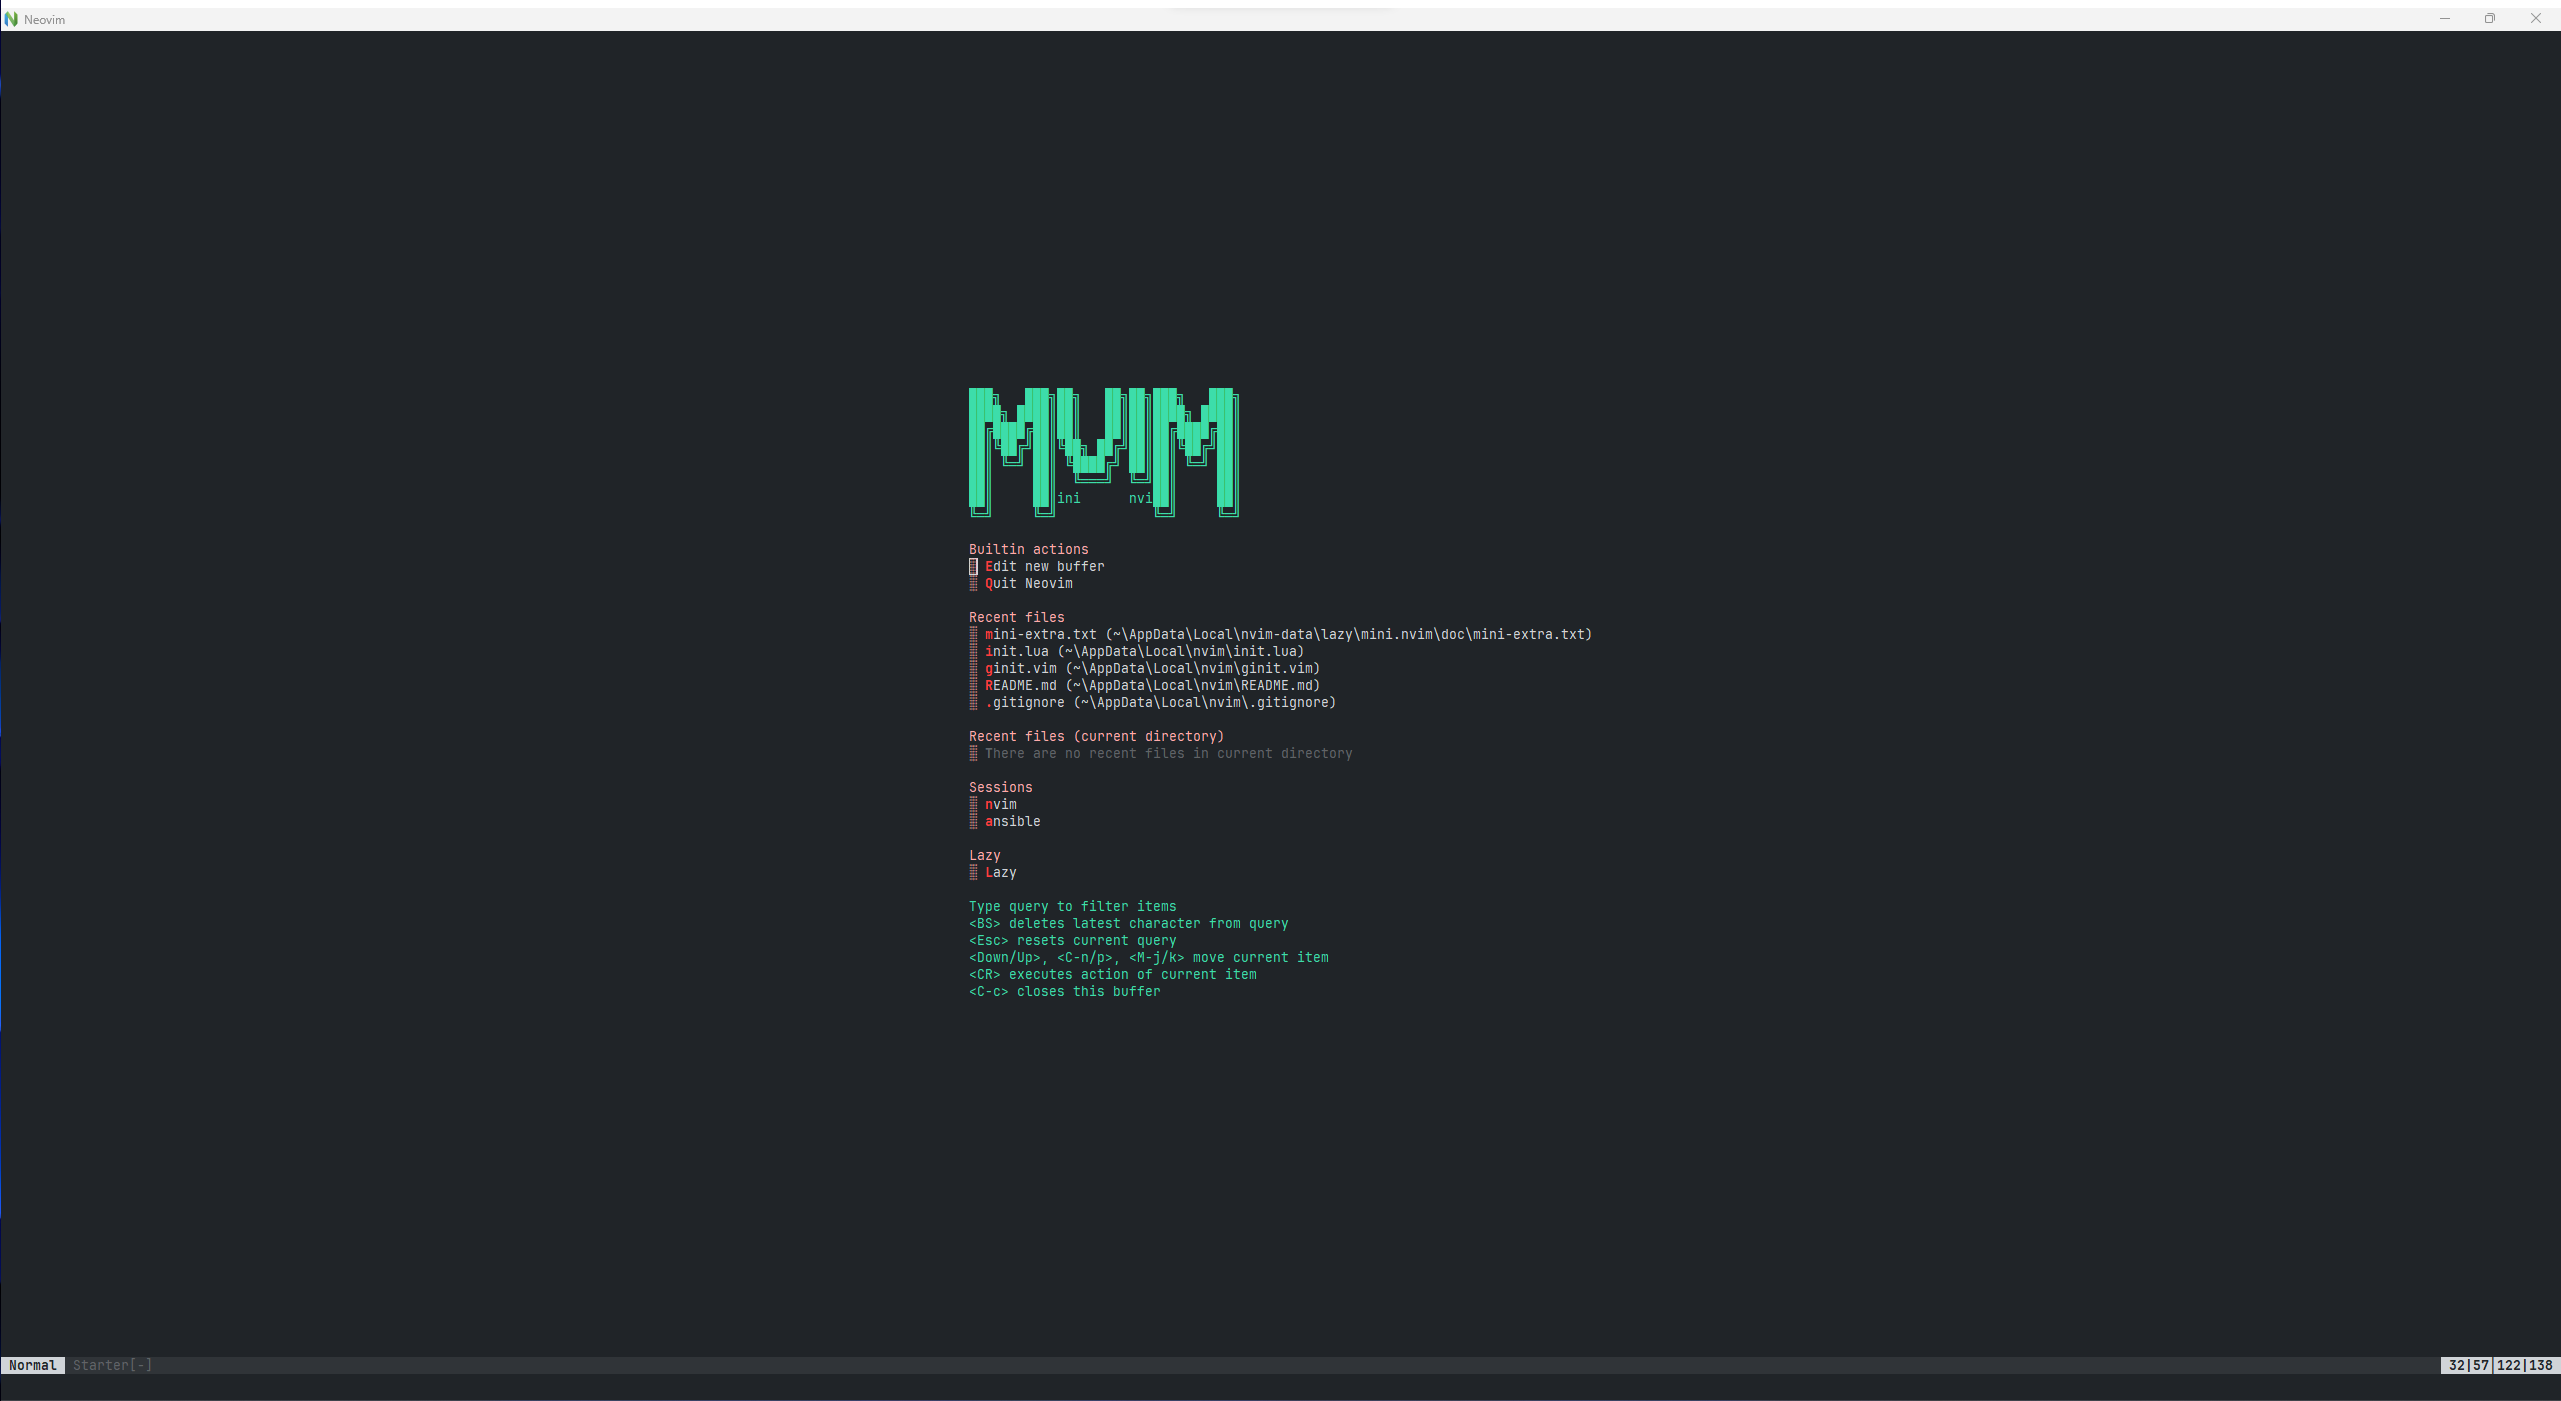 Neovim
ini nvi
Builtin actions
Edit new buffer
Quit Neovim
Recent files
mini-extra.txt (~\AppData\Local\nvim-data\lazy\mini.nvim\doc\mini-extra.txt)
init.lua (~\AppData\Local\nvim\init.lua)
ginit.vim (~\AppData\Local\nvim\ginit.vim)
README.md (~\AppData\Local\nvim\README.md)
.gitignore (~\AppData\Local\nvim\.gitignore)
Recent files (current directory)
There are no recent files in current directory
Sessions
nvim
ansible
Lazy
Lazy
Type query to filter items
<BS> deletes latest character from query
<Esc> resets current query
<Down/Up>, <C-n/p>, <M-j/k> move current item
<CR> executes action of current item
<C-c> closes this buffer
Normal Starter[-] 32|57|122|138